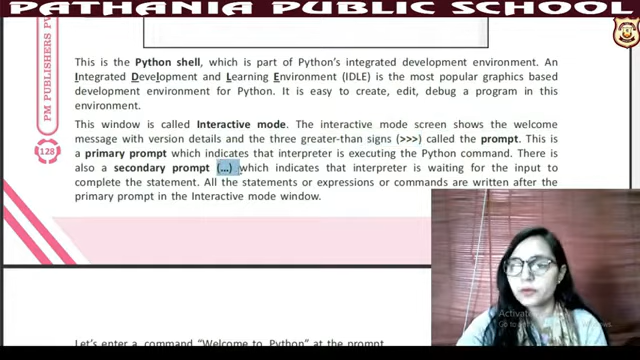 PATHANIA PUBLIC SCHOOL
PM PUBLISHERS PV
This is the Python shell, which is part of Python's integrated development environment. An
Integrated Development and Learning Environment (IDLE) is the most popular graphics based
development environment for Python. It is easy to create, edit, debug a program in this
environment.
This window is called Interactive mode. The interactive mode screen shows the welcome
message with version details and the three greater-than signs (>>>) called the prompt. This is
a primary prompt which indicates that interpreter is executing the Python command. There is
also a secondary prompt (...) which indicates that interpreter is waiting for the input to
complete the statement. All the statements or expressions or commands are written after the
primary prompt in the Interactive mode window.
128
Let's enter a command "Welcome to Python" at the prompt